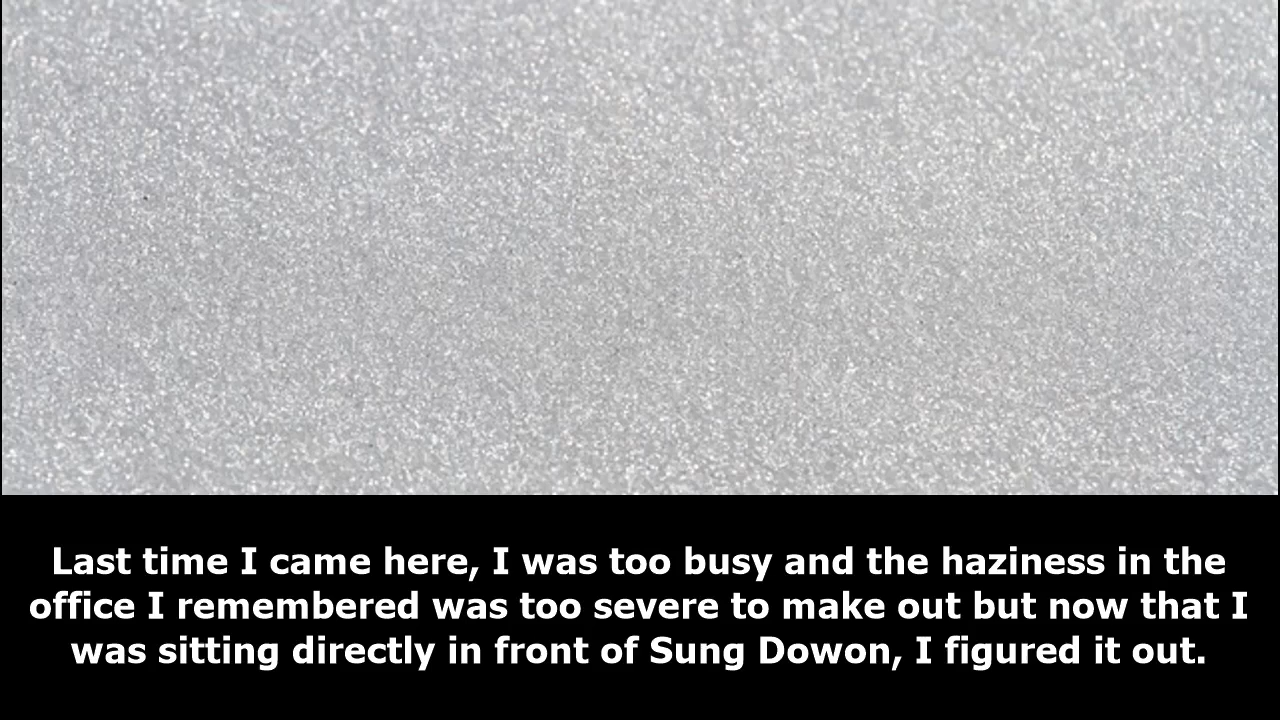 Last time I came here, I was too busy and the haziness in the
office I remembered was too severe to make out but now that I
was sitting directly in front of Sung Dowon, I figured it out.